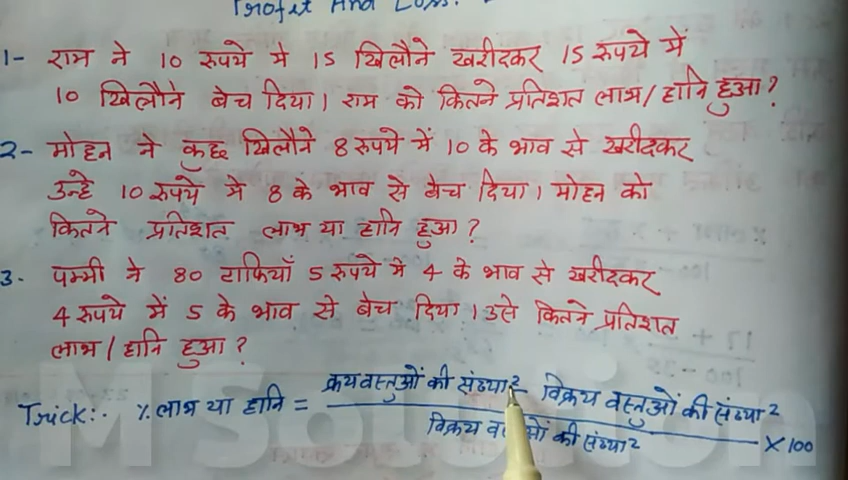 Profit And Loss.
1- राम ने 10 रुपये मे 15 खिलौने खरीदकर 15 रुपये में
10 खिलौने बेच दिया। राम को कितने प्रतिशत लाभ/हानि हुआ?
2- मोहन ने कुछ खिलौने 8 रुपये में 10 के भाव से खरीदकर
उन्हे 10 रुपये मे 8 के भाव से बेच दिया। मोहन को
कितने प्रतिशत लाभ या हानि हुआ?
3. पम्मी ने 80 टाफियाँ 5 रुपये मे 4 के भाव से खरीदकर
4 रुपये में 5 के भाव से बेच दिया। उसे कितने प्रतिशत
लाभ/हानि हुआ?
Trick:. % लाभ या हानि = क्रय वस्तुओं की संख्या² - विक्रय वस्तुओं की संख्या²
विक्रय की संख्या² × 100
M Solution